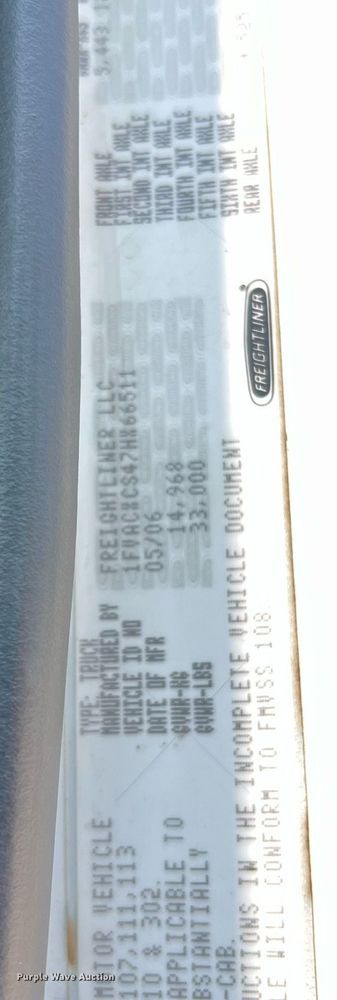 MOTOR VEHICLE
107,111,113
10 & 302.
APPLICABLE TO
BSTANTIALLY
CAB.
UCTIONS IN THE INCOMPLETE VEHICLE DOCUMENT
E WILL CONFORM TO FMVSS 108.
TYPE: TRUCK
MANUFACTURED BY FREIGHTLINER LLC
VEHICLE ID NO
DATE OF MFR 05/06
GVWR-KG 14,968
GVWR-LBS 33,000
FREIGHTLINER
FRONT AXLE
FIRST INT AXLE
SECOND INT AXLE
THIRD INT AXLE
FOURTH INT AXLE
FIFTH INT AXLE
SIXTH INT AXLE
REAR AXLE
5,443
Purple Wave Auction